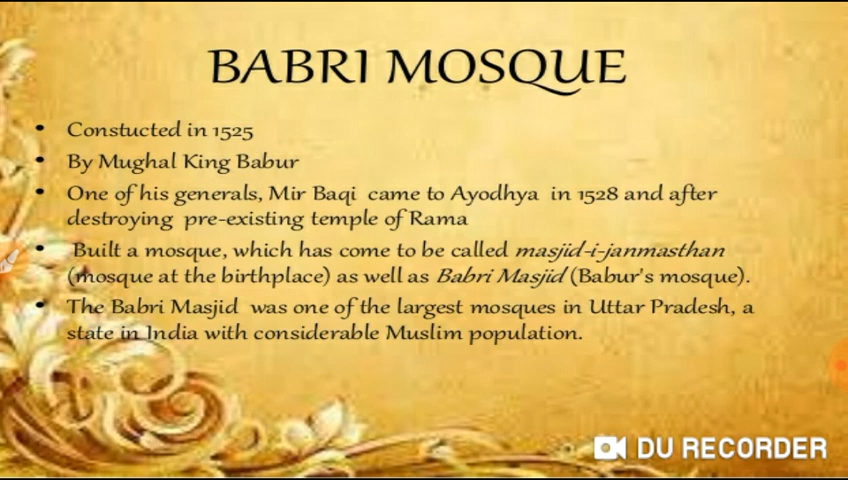 BABRI MOSQUE
• Constucted in 1525
• By Mughal King Babur
• One of his generals, Mir Baqi came to Ayodhya in 1528 and after
destroying pre-existing temple of Rama
• Built a mosque, which has come to be called masjid-i-janmasthan
(mosque at the birthplace) as well as Babri Masjid (Babur's mosque).
• The Babri Masjid was one of the largest mosques in Uttar Pradesh, a
state in India with considerable Muslim population.
DU RECORDER